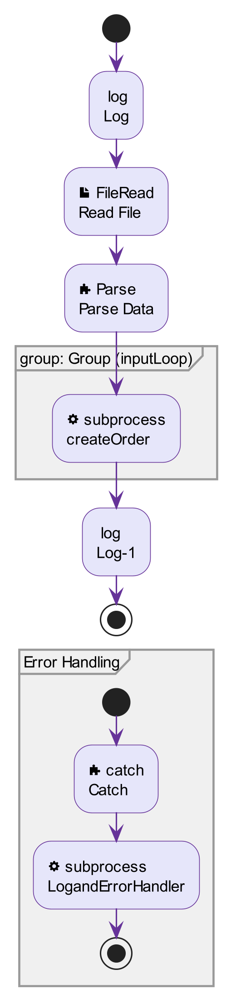 log
Log
FileRead
Read File
Parse
Parse Data
group: Group (inputLoop)
subprocess
createOrder
log
Log-1
Error Handling
catch
Catch
subprocess
LogandErrorHandler